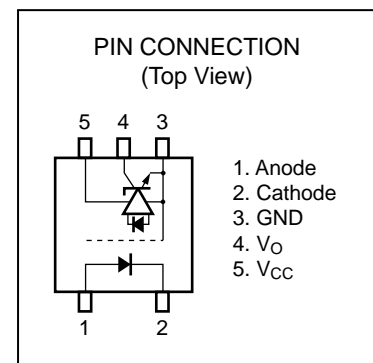 PIN CONNECTION
(Top View)
5 4 3
1. Anode
2. Cathode
3. GND
4. VO
5. VCC
1 2